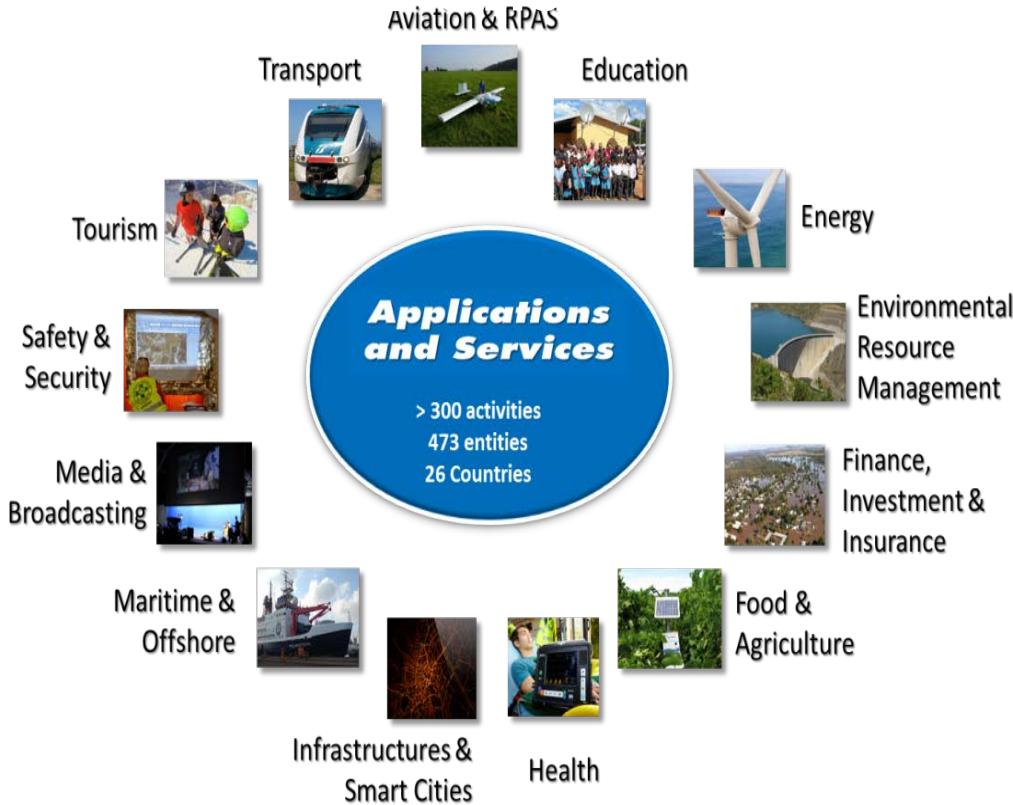 Aviation & RPAS
Transport
Education
Tourism
Energy
Applications
and Services
> 300 activities
473 entities
26 Countries
Safety &
Security
Environmental
Resource
Management
Media &
Broadcasting
Finance,
Investment &
Insurance
Maritime &
Offshore
Food &
Agriculture
Infrastructures &
Smart Cities
Health